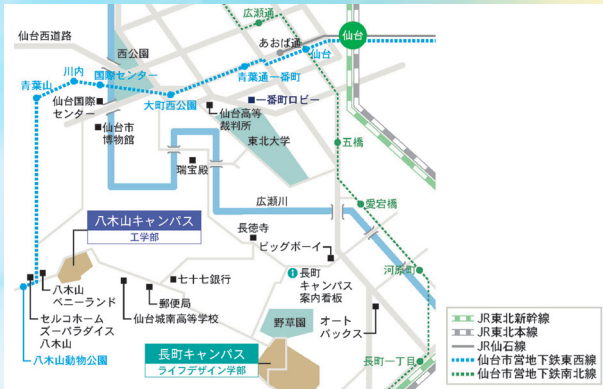 広瀬通
仙台
仙台西道路
西公園
あおば通
仙台
川内
国際センター
青葉通一番町
青葉山
大町西公園
仙台国際
センター
一番町ロビー
仙台高等
裁判所
仙台市
博物館
東北大学
五橋
瑞宝殿
広瀬川
愛宕橋
八木山キャンパス
工学部
長徳寺
ビッグボーイ
河原町
長町
キャンパス
案内看板
七十七銀行
八木山
ベニーランド
郵便局
セルコホーム
ズーパラダイス
八木山
仙台城南高等学校
野草園
オート
バックス
八木山動物公園
長町キャンパス
ライフデザイン学部
長町一丁目
JR東北新幹線
JR東北本線
JR仙石線
仙台市営地下鉄東西線
仙台市営地下鉄南北線